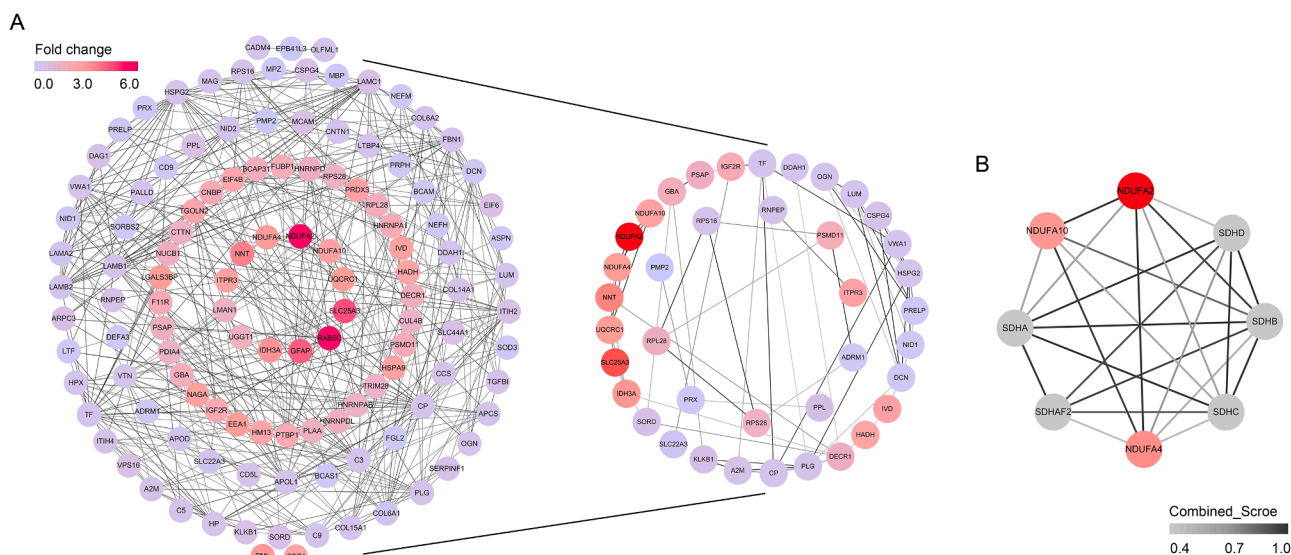 A
Fold change
0.0 3.0 6.0
CADM4 EPB41L3 OLFML1
MAG RPS16 MPZ CSPG4 MBP LAMC1
HSPG2 NEFM
PRX COL6A2
PRELP NID2 PMP2 MCAM CNTN1 LTBP4 FBN1
DAG1 PPL CD9 PRPH DCN
VWA1 PALLD BCAM EIF6
NID1 SORBS2 NEFH ASPN
LAMA2 LAMB1 DDAH1 LUM
LAMB2 RNPEP COL14A1 ITIH2
ARPC3 DEFA3 SLC44A1 SOD3
LTF VTN CCS TGFBI
HPX ADRM1 CP APCS
TF APOD FGL2 OGN
ITIH4 SLC22A3 CD5L APOL1 BCAS1 C3 SERPINF1
VPS16 A2M C5 HP KLKB1 SORD C9 COL15A1 COL6A1 PLG
BCAP31 FUBP1 HNRNPD RPS28
EIF4B PRDX3
CNBP RPL28
TGOLN2 HNRNPA1
CTTN IVD
NUCB1 HADH
LGALS3BP DECR1
F11R CUL4B
PSAP PSMD11
PDIA4 HSPA9
GBA TRIM28
NAGA HNRNPAB
IGF2R HNRNPDL
EEA1 HM13 PTBP1 PLAA
NDUFA4 NDUFA2
NNT NDUFA10
ITPR3 UQCRC1
LMAN1 SLC25A3
UGGT1 RAB5C
IDH3A GFAP
IGF2R TF DDAH1
PSAP OGN
GBA LUM
NDUFA10 RPS16 RNPEP CSPG4
NDUFA2 PSMD11 VWA1
NDUFA4 PMP2 HSPG2
NNT ITPR3 PRELP
UQCRC1 RPL28 NID1
SLC25A3 ADRM1 DCN
IDH3A PRX PPL IVD
SORD RPS28 HADH
SLC22A3 DECR1
KLKB1 A2M CP PLG
B
NDUFA2
NDUFA10 SDHD
SDHA SDHB
SDHAF2 SDHC
NDUFA4
Combined_Scroe
0.4 0.7 1.0